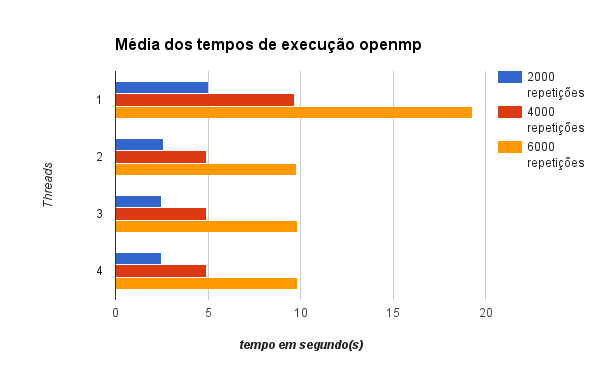 Média dos tempos de execução openmp
2000
repetições
4000
repetições
6000
repetições
Threads
1
2
3
4
0
5
10
15
20
tempo em segundo(s)